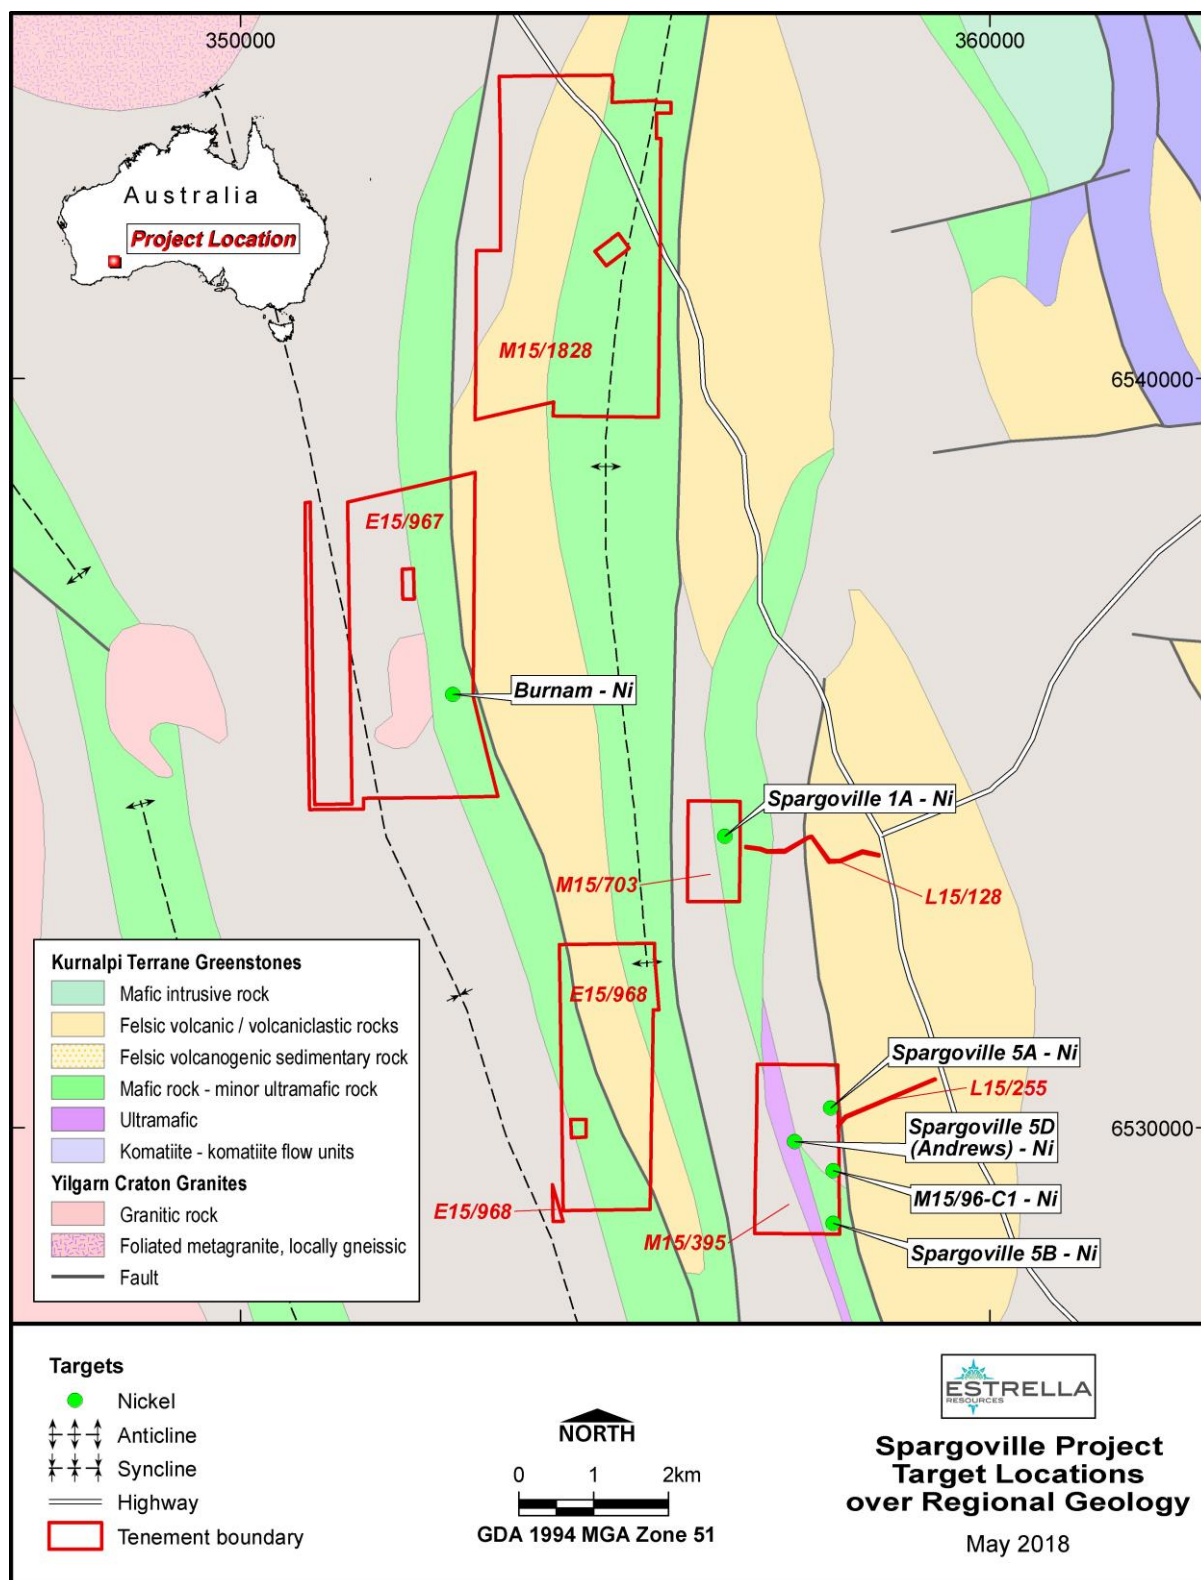 350000
360000
Australia
Project Location
M15/1828
6540000
E15/967
Burnam - Ni
Spargoville 1A - Ni
M15/703
L15/128
E15/968
Spargoville 5A - Ni
L15/255
Spargoville 5D
(Andrews) - Ni
6530000
M15/96-C1 - Ni
E15/968
M15/395
Spargoville 5B - Ni
Kurnalpi Terrane Greenstones
Mafic intrusive rock
Felsic volcanic / volcaniclastic rocks
Felsic volcanogenic sedimentary rock
Mafic rock - minor ultramafic rock
Ultramafic
Komatiite - komatiite flow units
Yilgarn Craton Granites
Granitic rock
Foliated metagranite, locally gneissic
Fault
Targets
Nickel
Anticline
Syncline
Highway
Tenement boundary
NORTH
0 1 2km
GDA 1994 MGA Zone 51
ESTRELLA
RESOURCES
Spargoville Project
Target Locations
over Regional Geology
May 2018